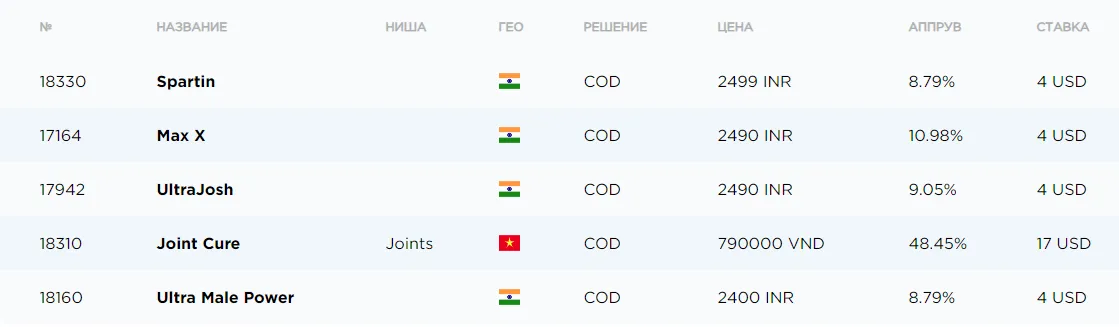 № НАЗВАНИЕ НИША ГЕО РЕШЕНИЕ ЦЕНА АППРУВ СТАВКА
18330 Spartin COD 2499 INR 8.79% 4 USD
17164 Max X COD 2490 INR 10.98% 4 USD
17942 UltraJosh COD 2490 INR 9.05% 4 USD
18310 Joint Cure Joints COD 790000 VND 48.45% 17 USD
18160 Ultra Male Power COD 2400 INR 8.79% 4 USD